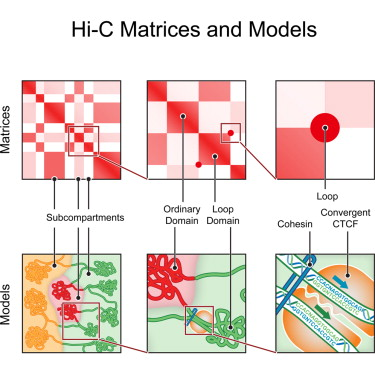 Hi-C Matrices and Models
Matrices
Loop
Subcompartments
Ordinary
Domain
Loop
Domain
Cohesin
Convergent
CTCF
Models